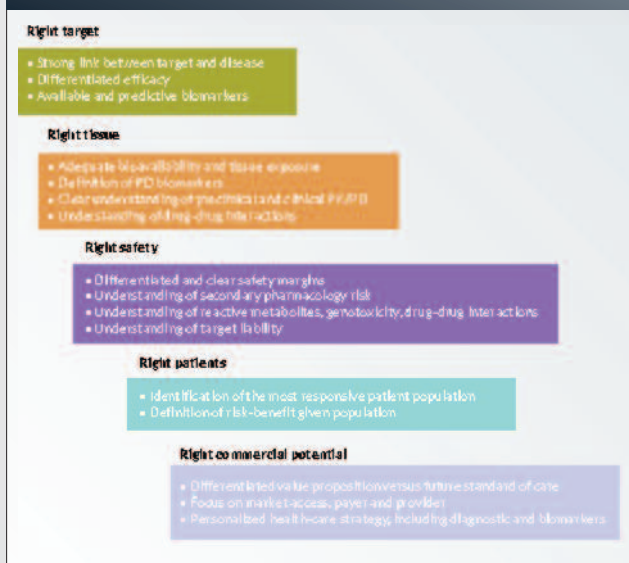 Right target
• Strong link between target and disease
• Differentiated efficacy
• Available and predictive biomarkers
Right tissue
• Adequate bioavailability and tissue exposure
• Definition of PD biomarkers
• Clear understanding of preclinical and clinical PK/PD
• Understanding of drug-drug interactions
Right safety
• Differentiated and clear safety margins
• Understanding of secondary pharmacology risk
• Understanding of reactive metabolites, genotoxicity, drug-drug interactions
• Understanding of target liability
Right patients
• Identification of the most responsive patient population
• Definition of risk-benefit given population
Right commercial potential
• Differentiated value proposition versus future standard of care
• Focus on market access, payer and provider
• Personalized health-care strategy, including diagnostic and biomarkers